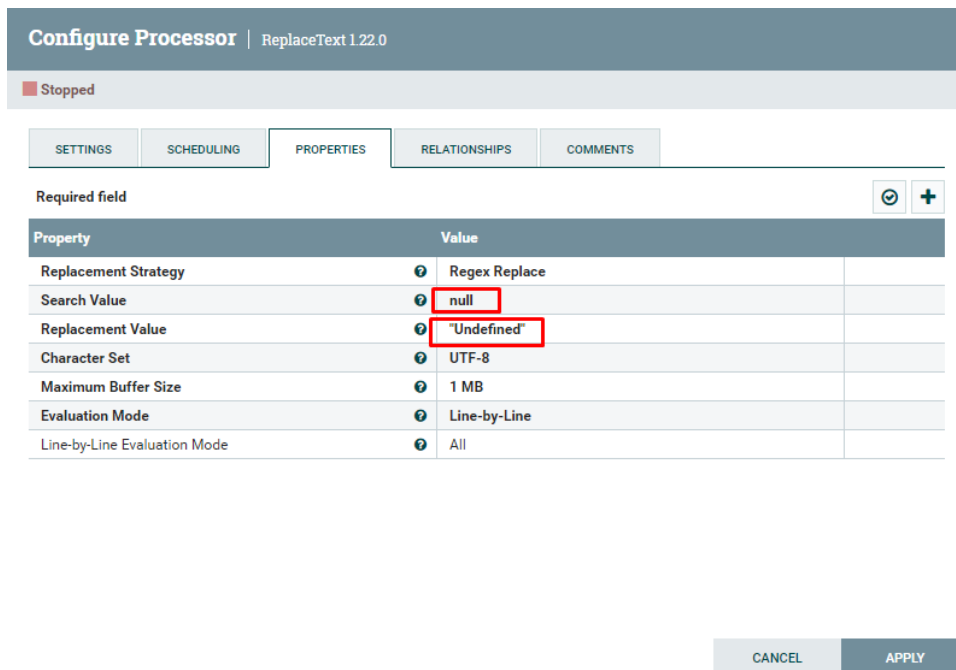 Configure Processor | ReplaceText 1.22.0
Stopped
SETTINGS SCHEDULING PROPERTIES RELATIONSHIPS COMMENTS
Required field
Property Value
Replacement Strategy Regex Replace
Search Value null
Replacement Value "Undefined"
Character Set UTF-8
Maximum Buffer Size 1 MB
Evaluation Mode Line-by-Line
Line-by-Line Evaluation Mode All
CANCEL APPLY